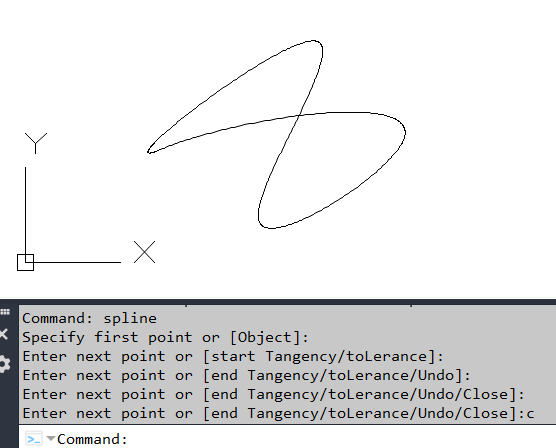 Y
X
Command: spline
Specify first point or [Object]:
Enter next point or [start Tangency/toLerance]:
Enter next point or [end Tangency/toLerance/Undo]:
Enter next point or [end Tangency/toLerance/Undo/Close]:
Enter next point or [end Tangency/toLerance/Undo/Close]:c
Command: